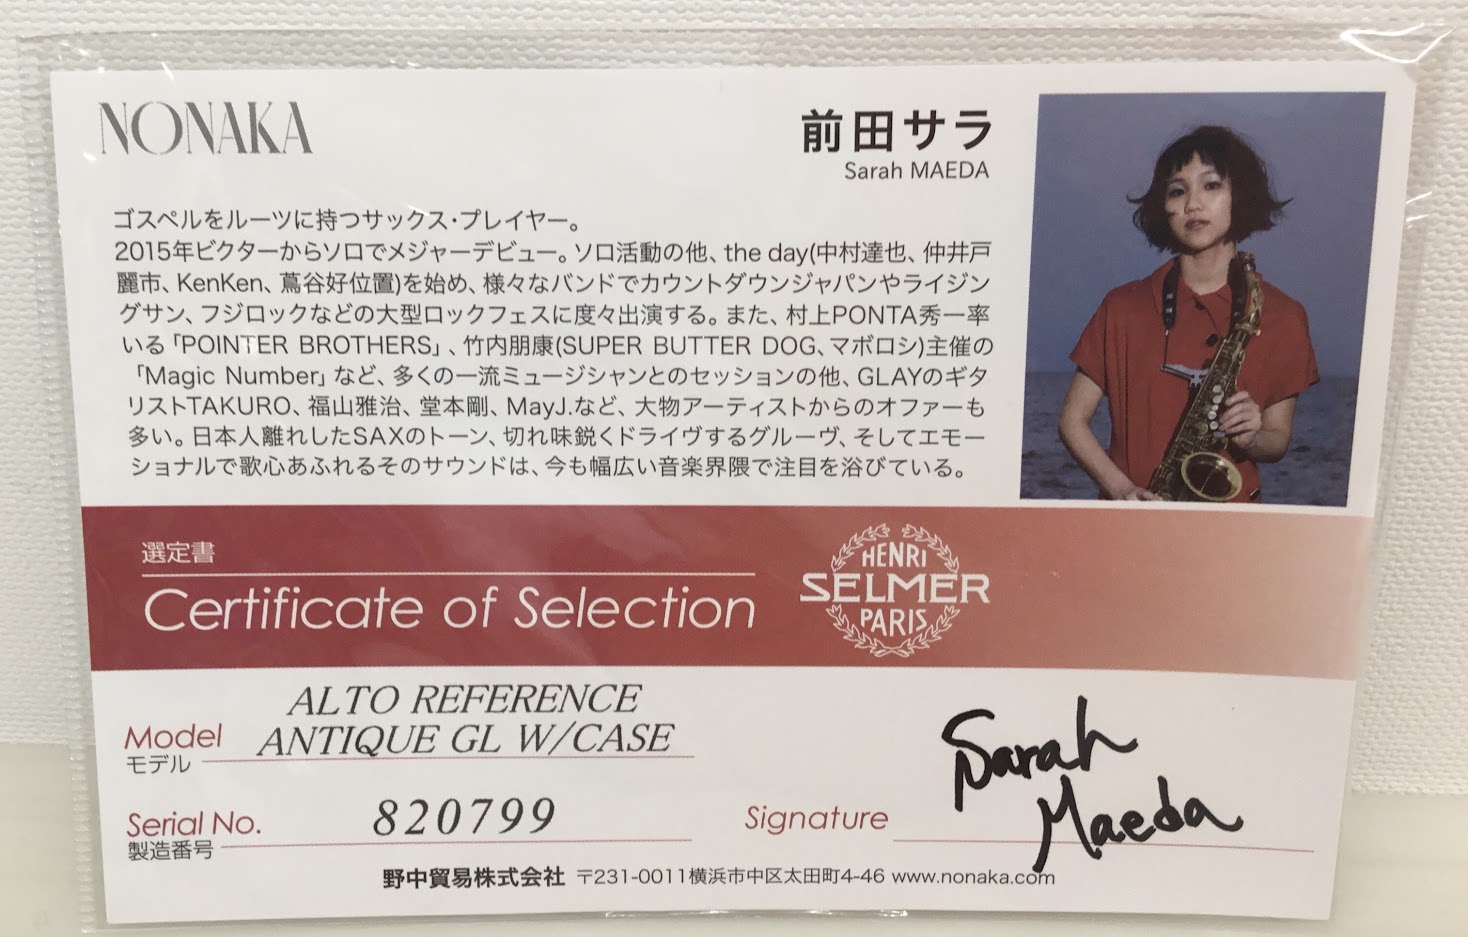 NONAKA
前田サラ
Sarah MAEDA
ゴスペルをルーツに持つサックス・プレイヤー。
2015年ビクターからソロでメジャーデビュー。ソロ活動の他、the day(中村達也、仲井戸
麗市、KenKen、蔦谷好位置)を始め、様々なバンドでカウントダウンジャパンやライジン
グサン、フジロックなどの大型ロックフェスに度々出演する。また、村上PONTA秀一率
いる「POINTER BROTHERS」、竹内朋康(SUPER BUTTER DOG、マボロシ)主催の
「Magic Number」など、多くの一流ミュージシャンとのセッションの他、GLAYのギタ
リストTAKURO、福山雅治、堂本剛、MayJ.など、大物アーティストからのオファーも
多い。日本人離れしたSAXのトーン、切れ味鋭くドライヴするグルーヴ、そしてエモー
ショナルで歌心あふれるそのサウンドは、今も幅広い音楽界隈で注目を浴びている。
選定書
Certificate of Selection
HENRI
SELMER
PARIS
ALTO REFERENCE
Model ANTIQUE GL W/CASE
モデル
Serial No. 820799
製造番号
Signature Sarah
Maeda
野中貿易株式会社 〒231-0011横浜市中区太田町4-46 www.nonaka.com